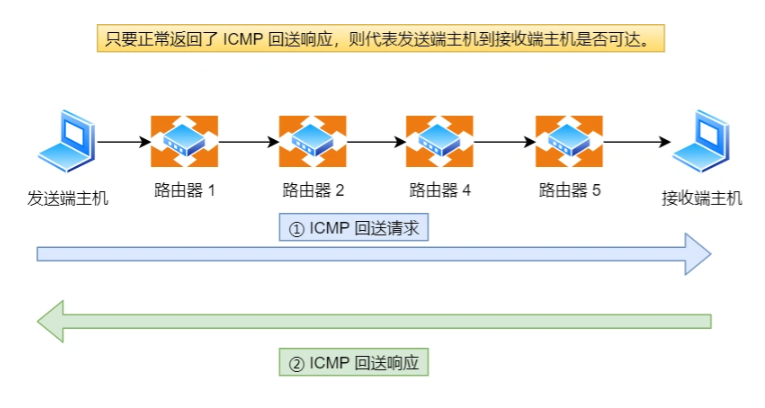 只要正常返回了 ICMP 回送响应，则代表发送端主机到接收端主机是否可达。
发送端主机
路由器 1
路由器 2
路由器 4
路由器 5
接收端主机
① ICMP 回送请求
② ICMP 回送响应